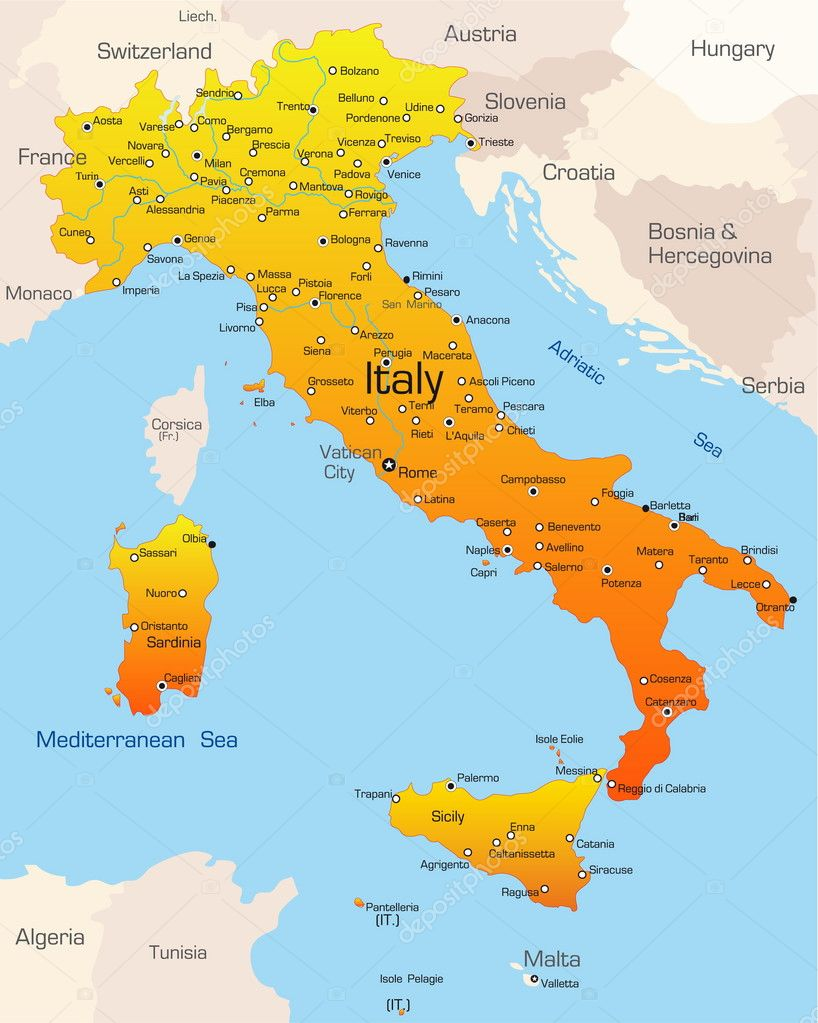 Liech.
Austria
Switzerland
Hungary
Bolzano
Sendrio
Belluno
Slovenia
Trento
Udine
Pordenone
Gorizia
Aosta
Varese
Como
Bergamo
Vicenza
Treviso
Trieste
Novara
Brescia
Verona
France
Vercelli
Milan
Padova
Venice
Croatia
Turin
Pavia
Cremona
Mantova
Rovigo
Asti
Piacenza
Alessandria
Parma
Ferrara
Cuneo
Genoa
Bologna
Ravenna
Bosnia &
Hercegovina
Savona
La Spezia
Massa
Forli
Rimini
Monaco
Imperia
Lucca
Pistoia
Pesaro
Florence
San Marino
Pisa
Livorno
Arezzo
Anacona
Siena
Perugia
Macerata
Adriatic
Sea
Italy
Grosseto
Ascoli Piceno
Serbia
Elba
Viterbo
Terni
Teramo
Pescara
Corsica
(Fr.)
Rieti
L'Aquila
Chieti
Vatican
City
Rome
Campobasso
Latina
Foggia
Barletta
Bari
Caserta
Benevento
Olbia
Sassari
Naples
Avellino
Matera
Taranto
Brindisi
Capri
Salerno
Potenza
Lecce
Nuoro
Otranto
Oristanto
Sardinia
Cagliari
Cosenza
Catanzaro
Mediterranean Sea
Isole Eolie
Messina
Palermo
Reggio di Calabria
Trapani
Sicily
Enna
Catania
Caltanissetta
Agrigento
Siracuse
Ragusa
Pantelleria
(IT.)
Algeria
Tunisia
Malta
Valletta
Isole Pelagie
(IT.)
depositphotos